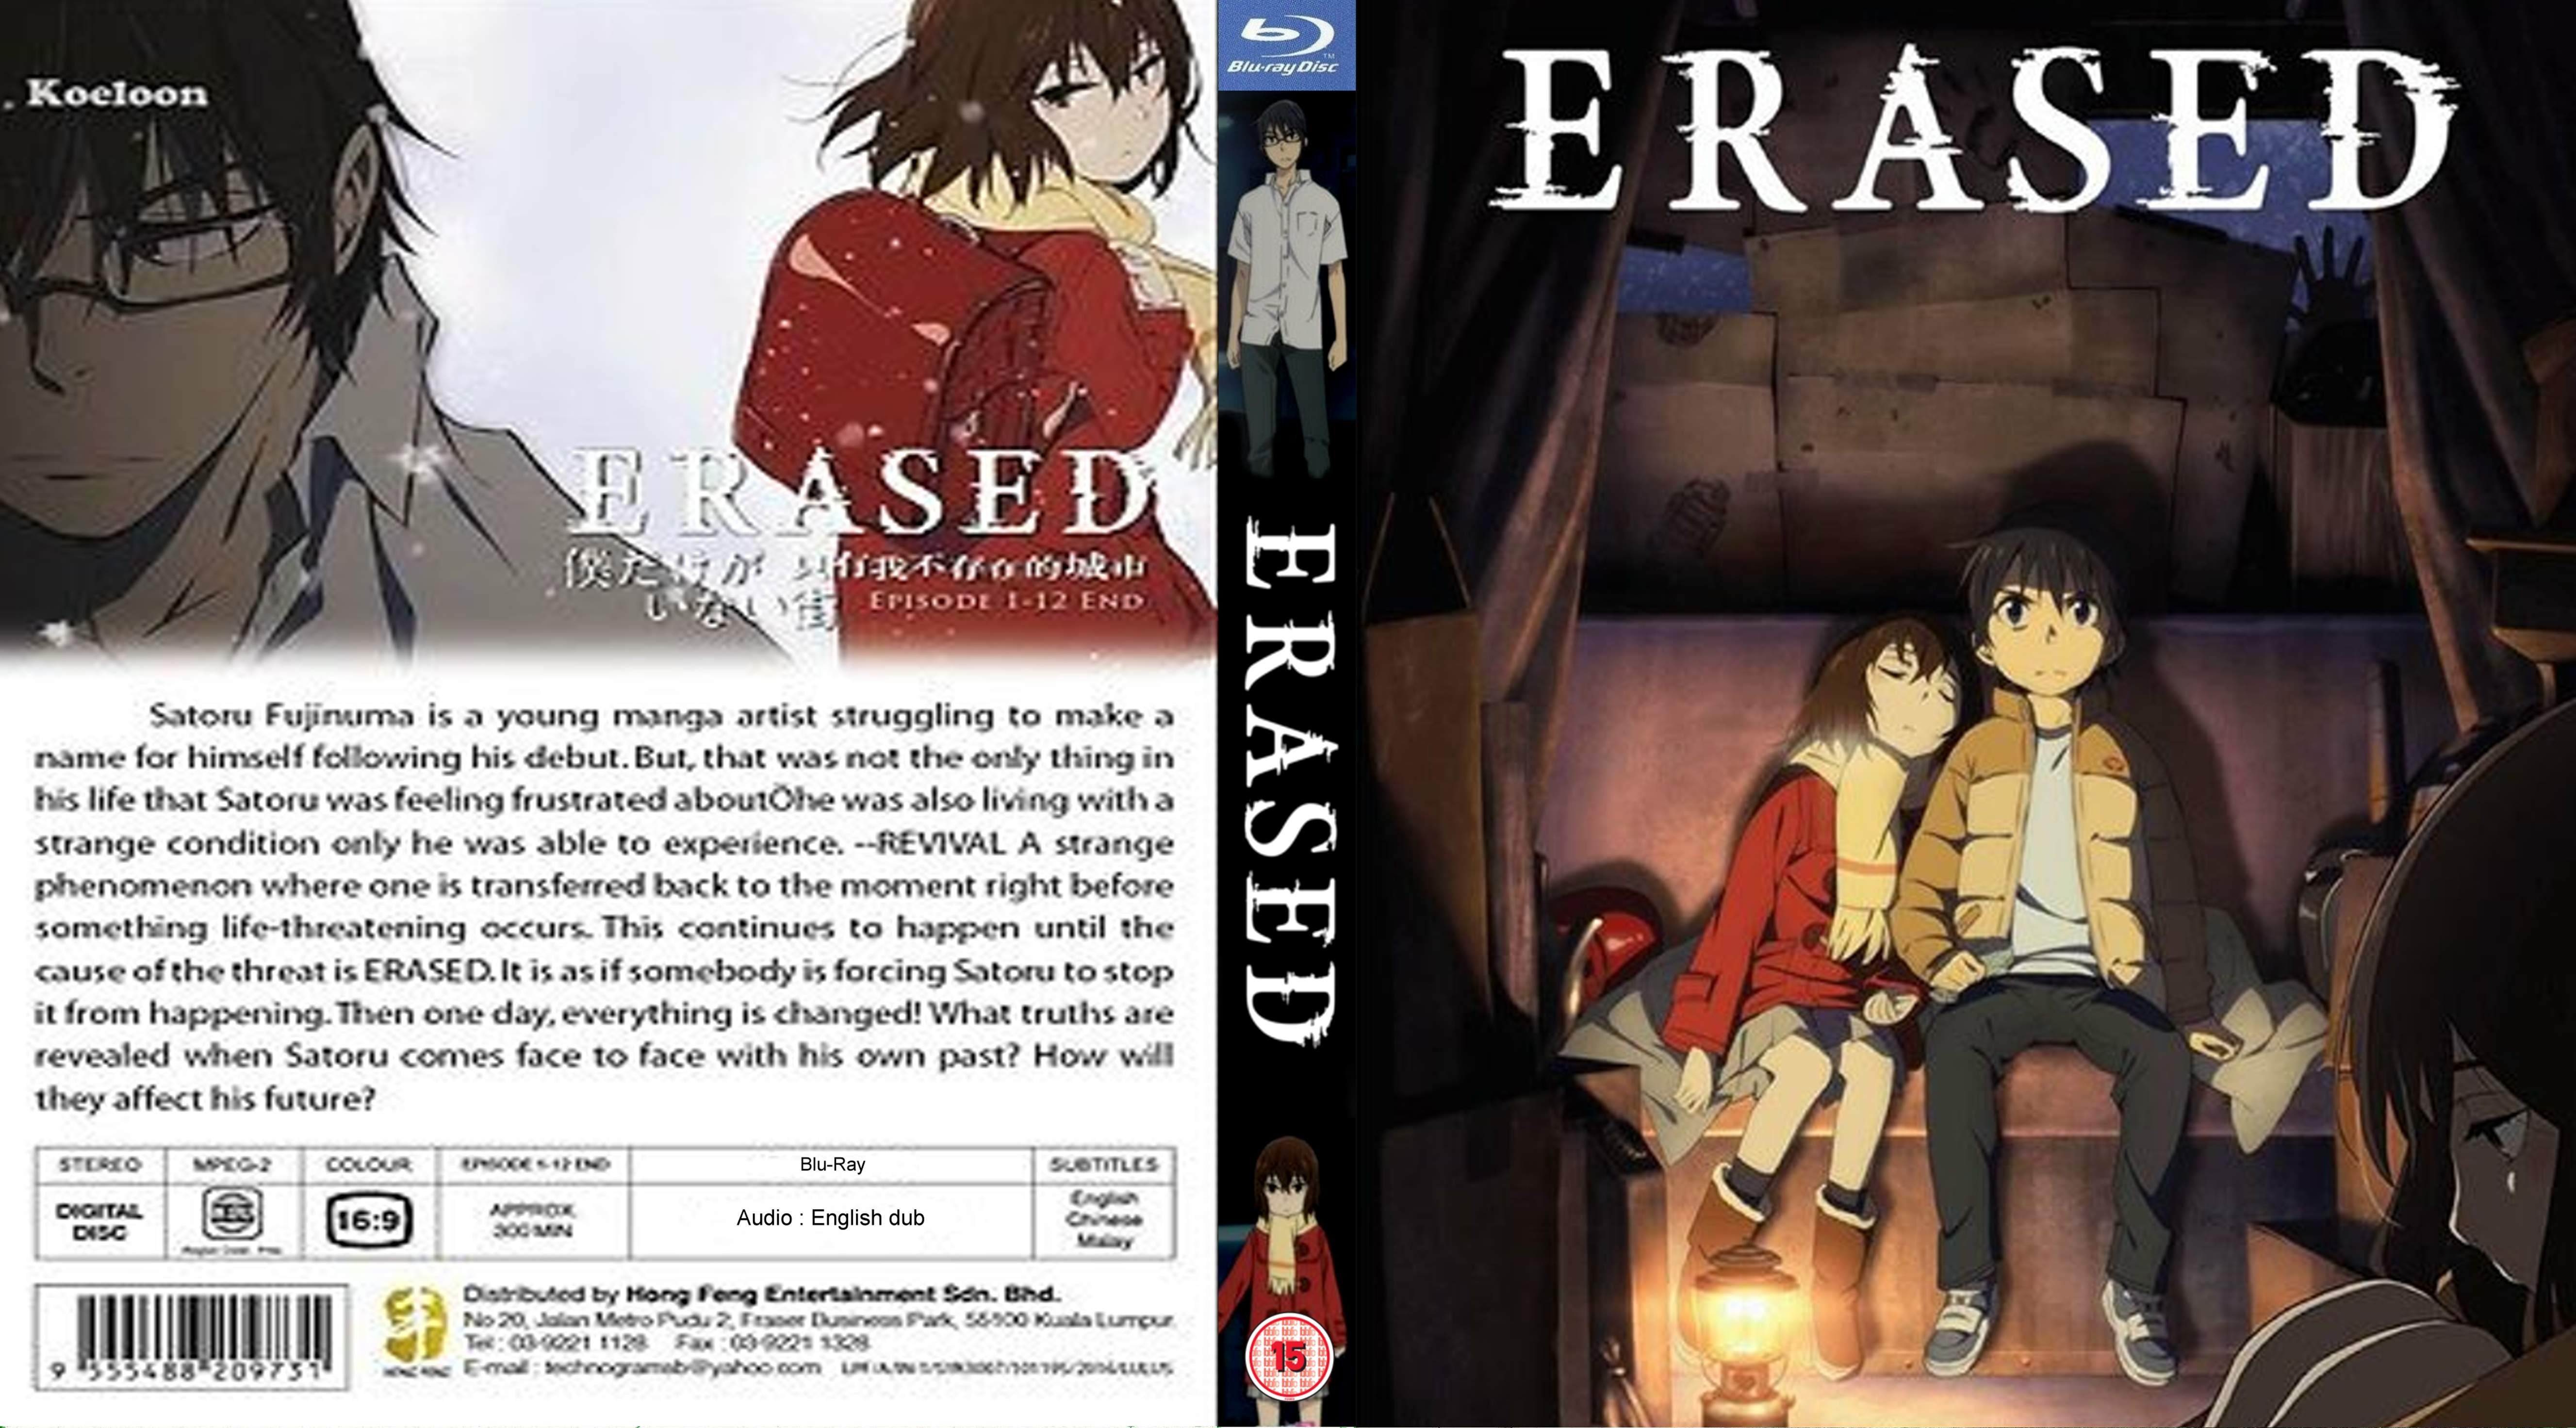 Koeloon
ERASED
僕だけが 只有我不存在的城市
いない街 EPISODE 1-12 END
Satoru Fujinuma is a young manga artist struggling to make a
name for himself following his debut. But, that was not the only thing in
his life that Satoru was feeling frustrated aboutÖhe was also living with a
strange condition only he was able to experience. --REVIVAL A strange
phenomenon where one is transferred back to the moment right before
something life-threatening occurs. This continues to happen until the
cause of the threat is ERASED. It is as if somebody is forcing Satoru to stop
it from happening. Then one day, everything is changed! What truths are
revealed when Satoru comes face to face with his own past? How will
they affect his future?
STEREO MPEG-2 COLOUR EPISODE 1-12 END Blu-Ray SUBTITLES
DIGITAL
DISC
16:9
APPROX.
300 MIN
Audio : English dub
English
Chinese
Malay
9 555488 209731
Distributed by Hong Feng Entertainment Sdn. Bhd.
No 20, Jalan Metro Pudu 2, Fraser Business Park, 55100 Kuala Lumpur.
Tel : 03-9221 1128 Fax : 03-9221 1328
E-mail : technogramsb@yahoo.com
Blu-ray Disc
TM
ERASED
15
ERASED